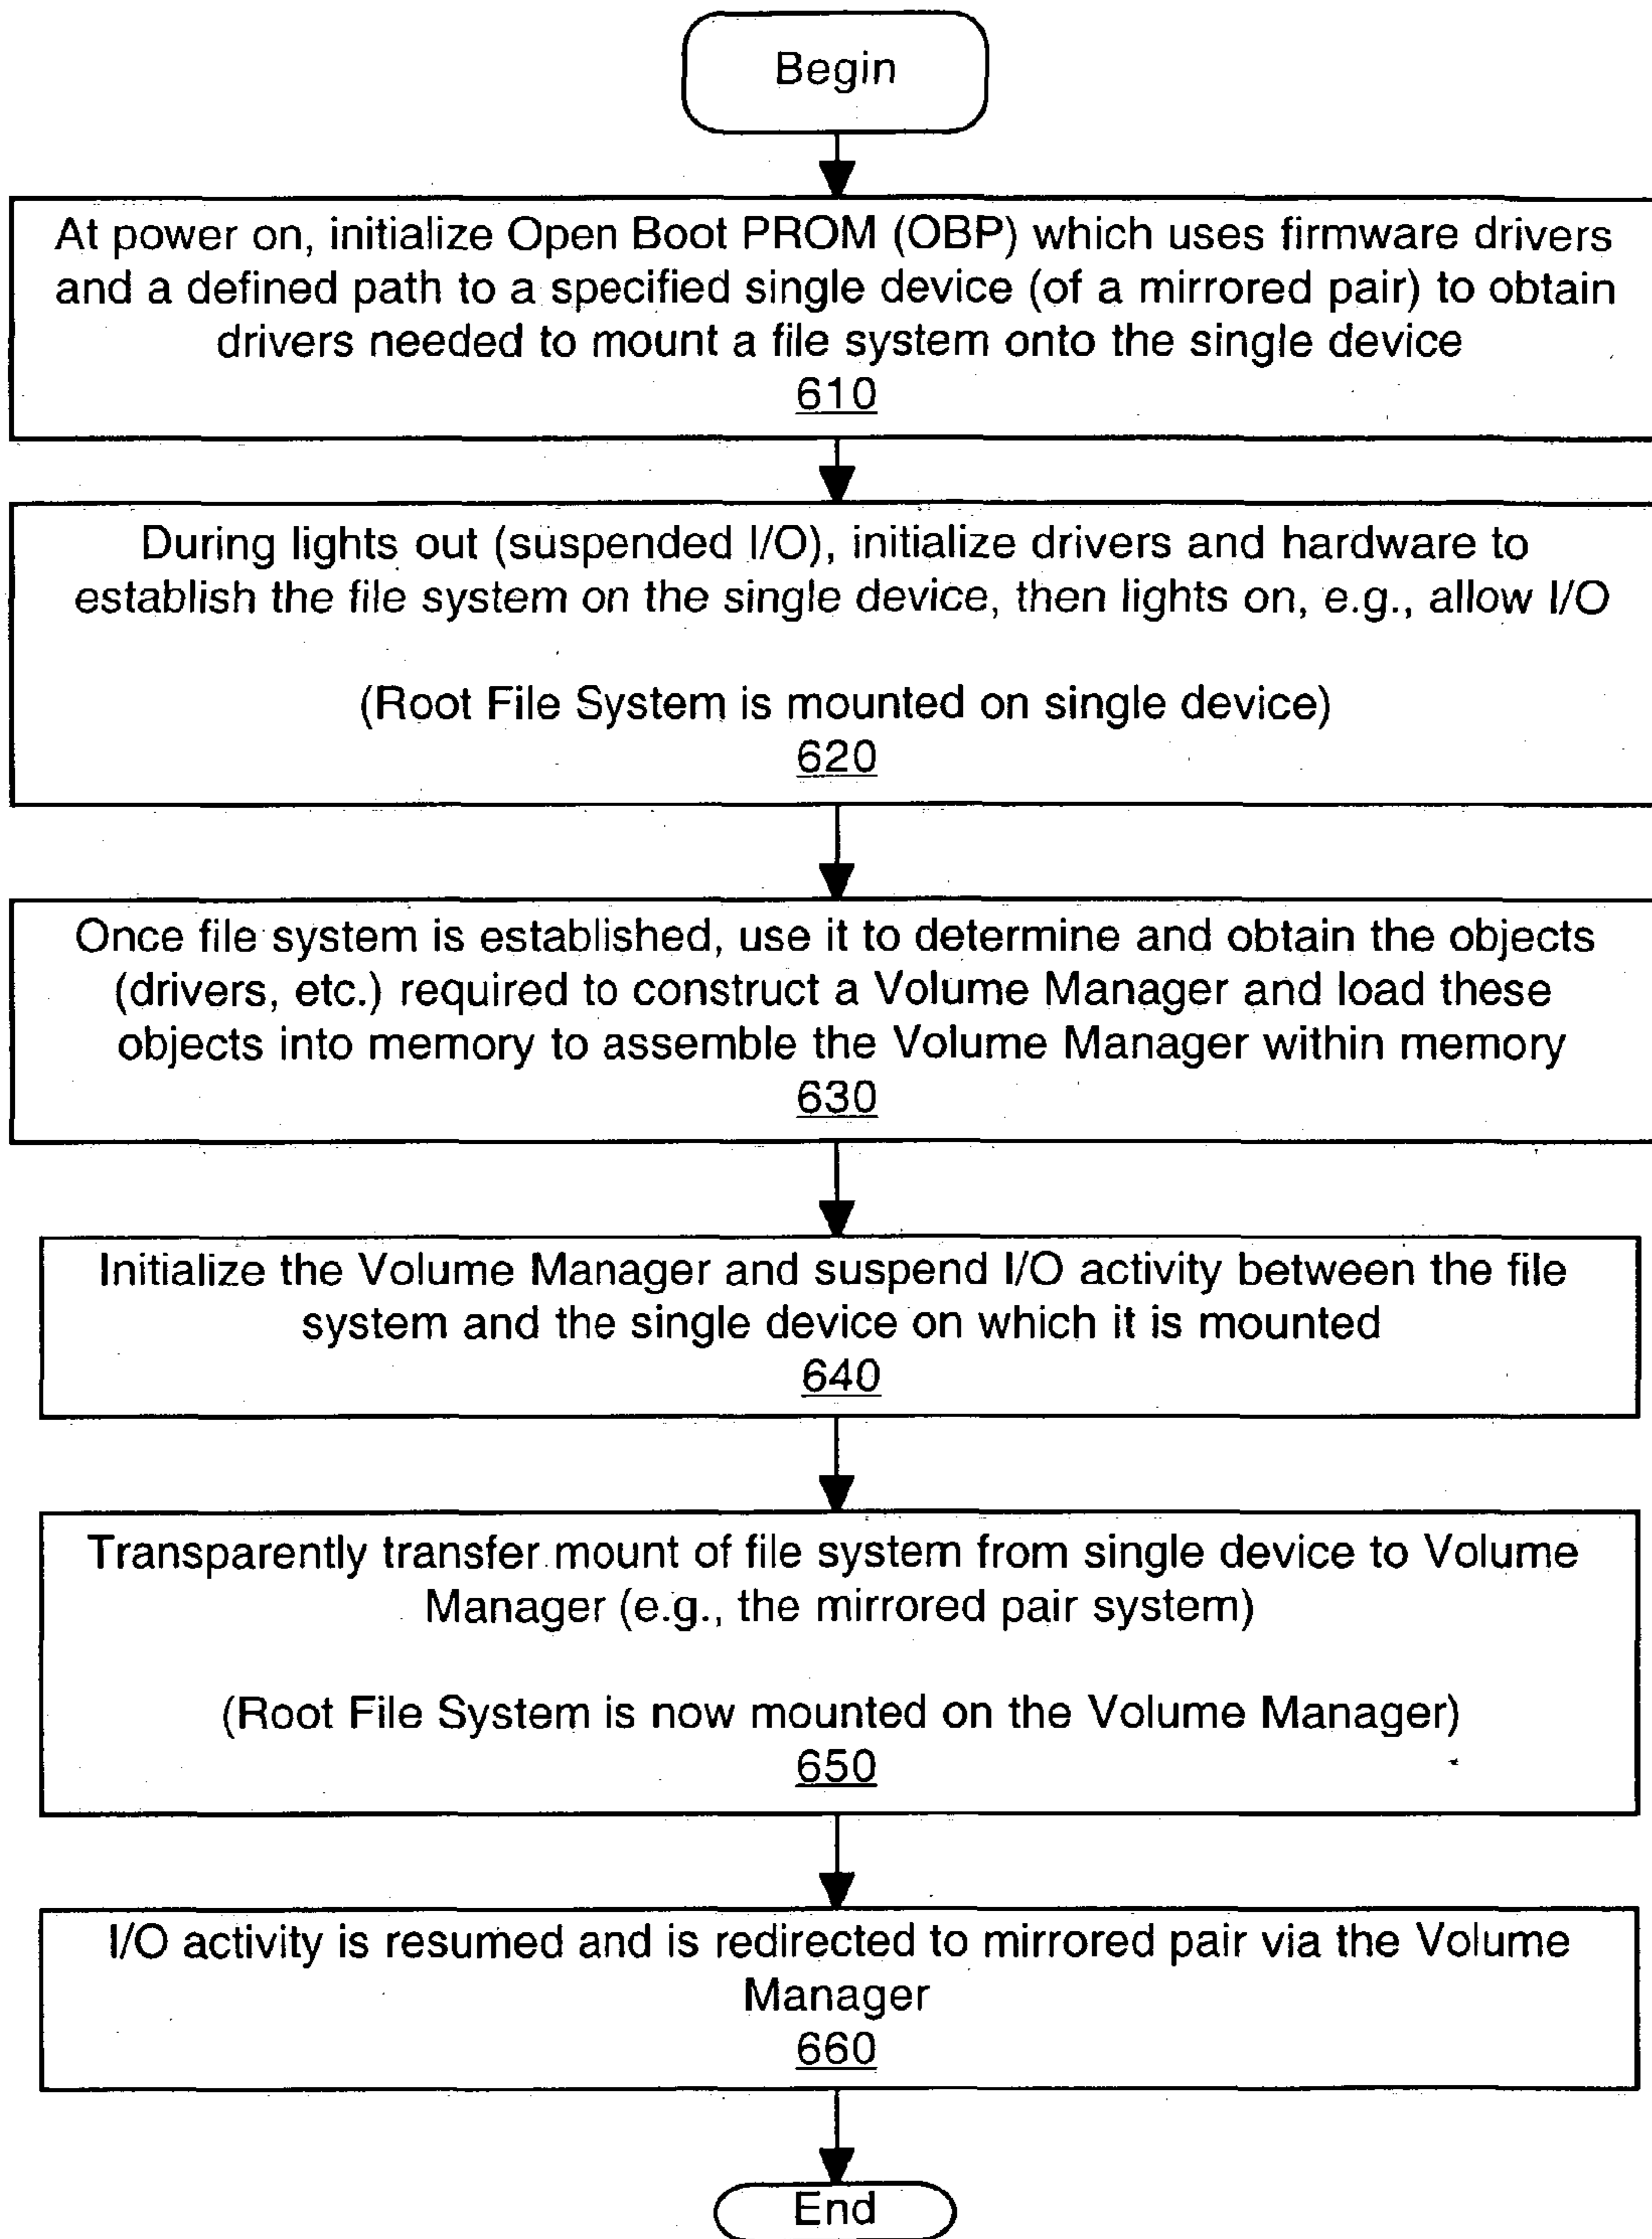 Begin
At power on, initialize Open Boot PROM (OBP) which uses firmware drivers
and a defined path to a specified single device (of a mirrored pair) to obtain
drivers needed to mount a file system onto the single device
610
During lights out (suspended I/O), initialize drivers and hardware to
establish the file system on the single device, then lights on, e.g., allow I/O
(Root File System is mounted on single device)
620
Once file system is established, use it to determine and obtain the objects
(drivers, etc.) required to construct a Volume Manager and load these
objects into memory to assemble the Volume Manager within memory
630
Initialize the Volume Manager and suspend I/O activity between the file
system and the single device on which it is mounted
640
Transparently transfer mount of file system from single device to Volume
Manager (e.g., the mirrored pair system)
(Root File System is now mounted on the Volume Manager)
650
I/O activity is resumed and is redirected to mirrored pair via the Volume
Manager
660
End